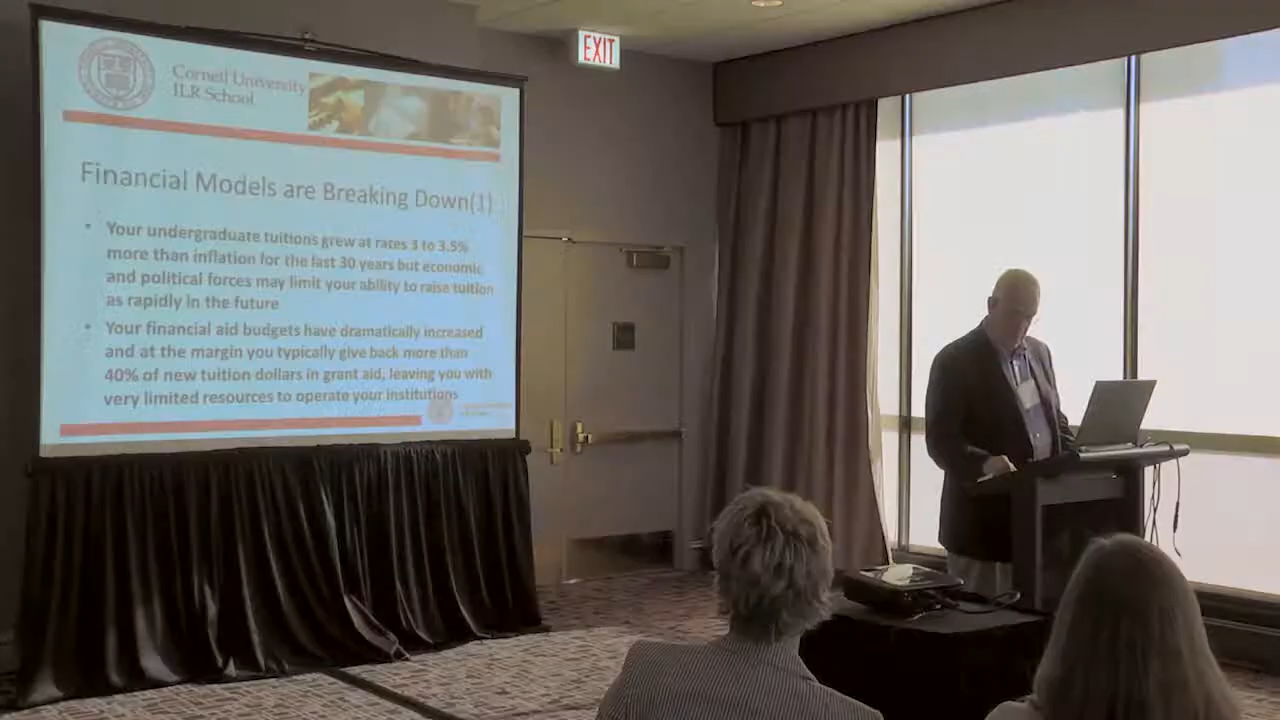 EXIT
Cornell University
ILR School
Financial Models are Breaking Down(1)
• Your undergraduate tuitions grew at rates 3 to 3.5%
more than inflation for the last 30 years but economic
and political forces may limit your ability to raise tuition
as rapidly in the future
• Your financial aid budgets have dramatically increased
and at the margin you typically give back more than
40% of new tuition dollars in grant aid, leaving you with
very limited resources to operate your institutions